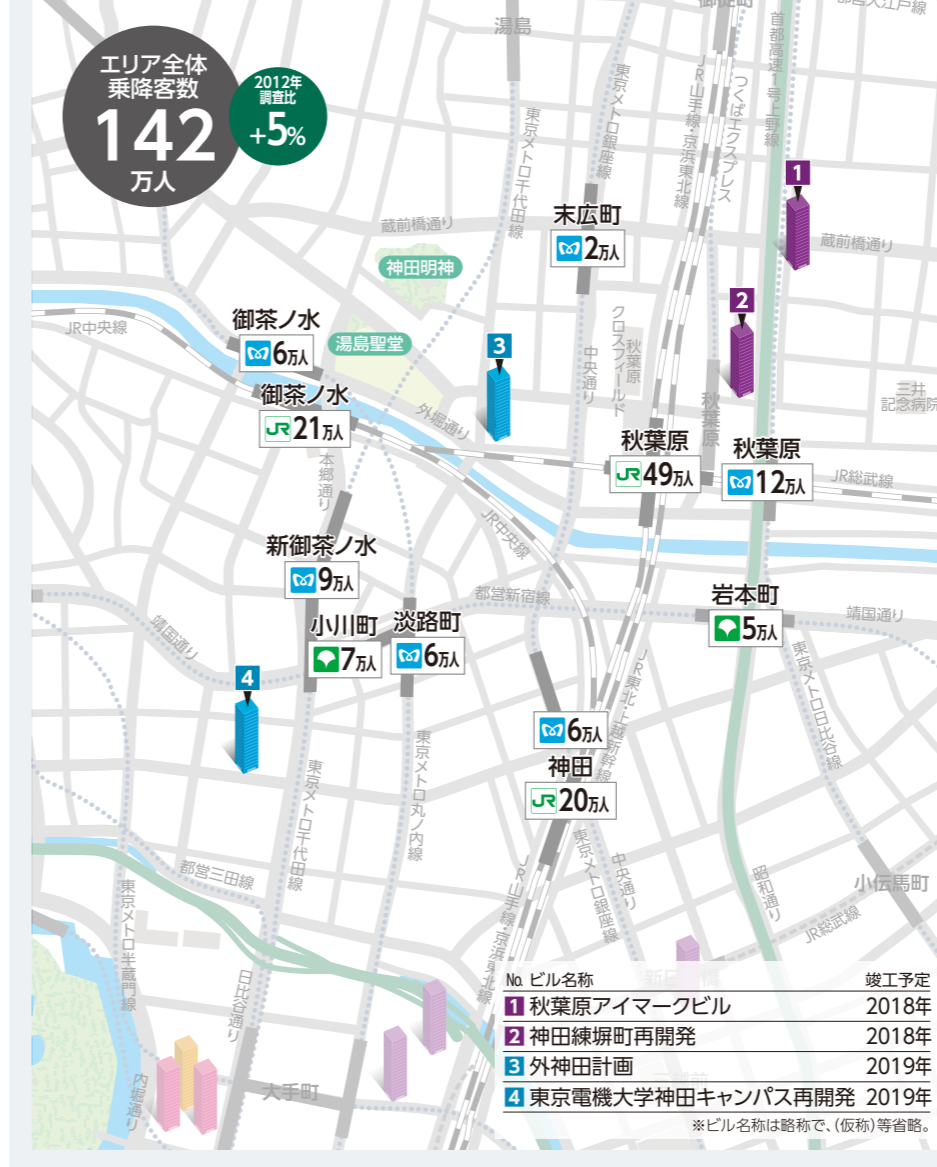 エリア全体
乗降客数
142
万人
2012年
調査比
+5%
湯島
御徒町
都営大江戸線
首都高速1号上野線
東京メトロ銀座線
JR山手線・京浜東北線
つくばエクスプレス
東京メトロ千代田線
1
末広町
2万人
蔵前橋通り
蔵前橋通り
神田明神
2
御茶ノ水
6万人
JR中央線
湯島聖堂
3
クロスフィールド
秋葉原
中央通り
三井
記念病院
御茶ノ水
JR 21万人
外堀通り
秋葉原
秋葉原
JR 49万人
秋葉原
12万人
JR総武線
本郷通り
JR中央線
新御茶ノ水
9万人
都営新宿線
岩本町
5万人
靖国通り
靖国通り
小川町
7万人
淡路町
6万人
4
JR東北・上越新幹線
東京メトロ日比谷線
6万人
神田
JR 20万人
東京メトロ千代田線
東京メトロ丸ノ内線
都営三田線
JR山手線・京浜東北線
東京メトロ銀座線
中央通り
昭和通り
小伝馬町
JR総武線
東京メトロ半蔵門線
日比谷通り
内堀通り
大手町
No. ビル名称 竣工予定
1 秋葉原アイマークビル 2018年
2 神田練塀町再開発 2018年
3 外神田計画 2019年
4 東京電機大学神田キャンパス再開発 2019年
※ビル名称は略称で、(仮称)等省略。